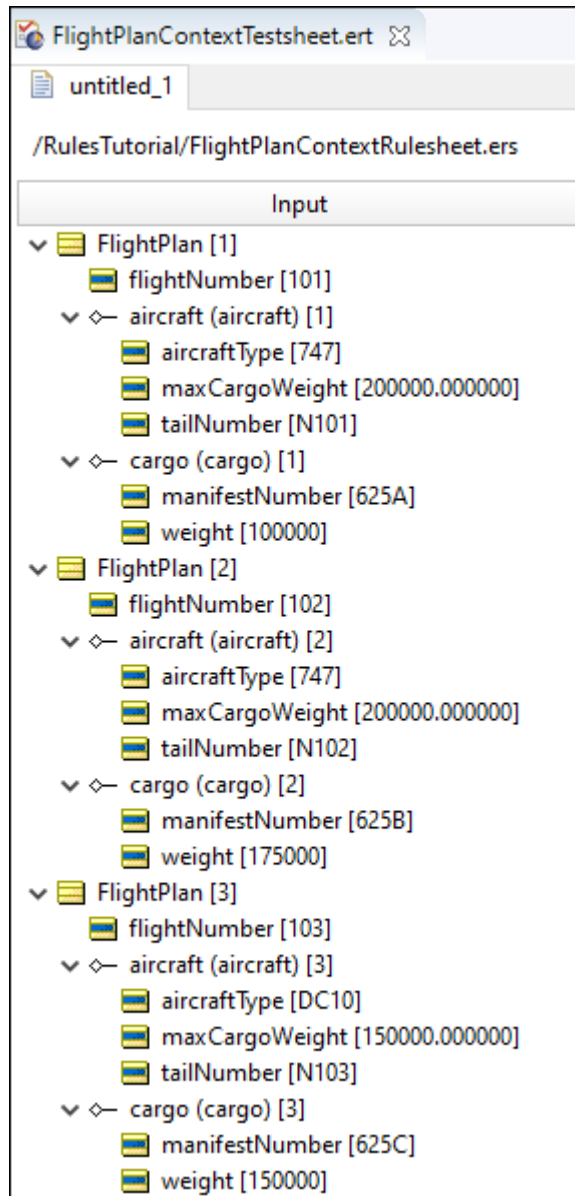 FlightPlanContextTestsheet.ert
untitled_1
/RulesTutorial/FlightPlanContextRulesheet.ers
Input
FlightPlan [1]
flightNumber [101]
aircraft (aircraft) [1]
aircraftType [747]
maxCargoWeight [200000.000000]
tailNumber [N101]
cargo (cargo) [1]
manifestNumber [625A]
weight [100000]
FlightPlan [2]
flightNumber [102]
aircraft (aircraft) [2]
aircraftType [747]
maxCargoWeight [200000.000000]
tailNumber [N102]
cargo (cargo) [2]
manifestNumber [625B]
weight [175000]
FlightPlan [3]
flightNumber [103]
aircraft (aircraft) [3]
aircraftType [DC10]
maxCargoWeight [150000.000000]
tailNumber [N103]
cargo (cargo) [3]
manifestNumber [625C]
weight [150000]